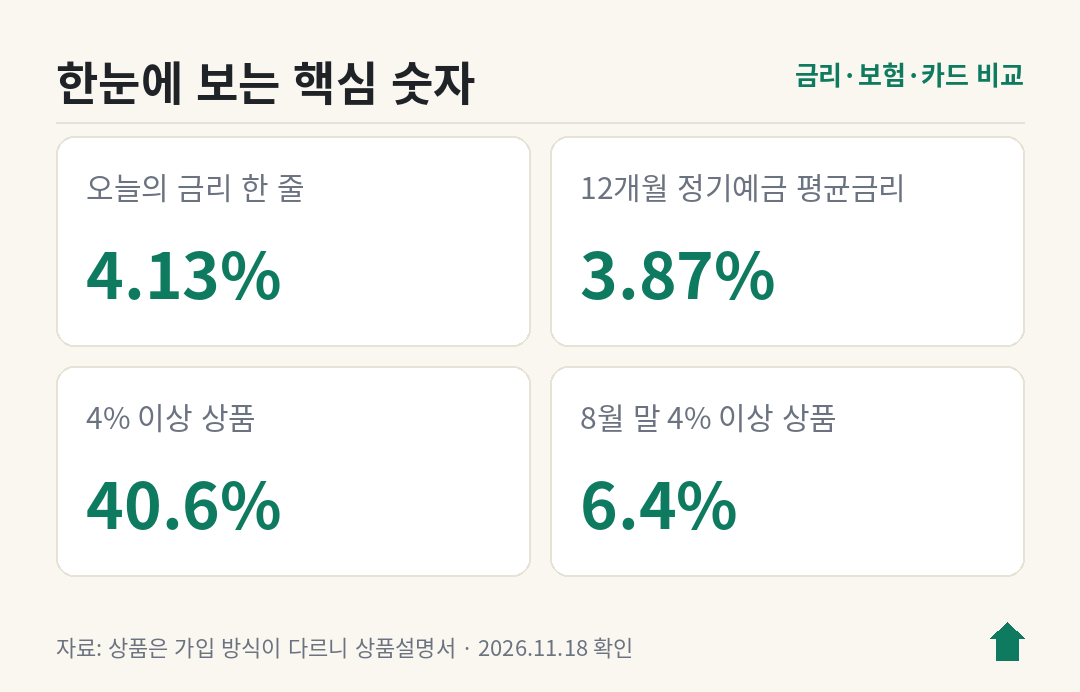 한눈에 보는 핵심 숫자
금리·보험·카드 비교
오늘의 금리 한 줄
4.13%
12개월 정기예금 평균금리
3.87%
4% 이상 상품
40.6%
8월 말 4% 이상 상품
6.4%
자료: 상품은 가입 방식이 다르니 상품설명서 · 2026.11.18 확인